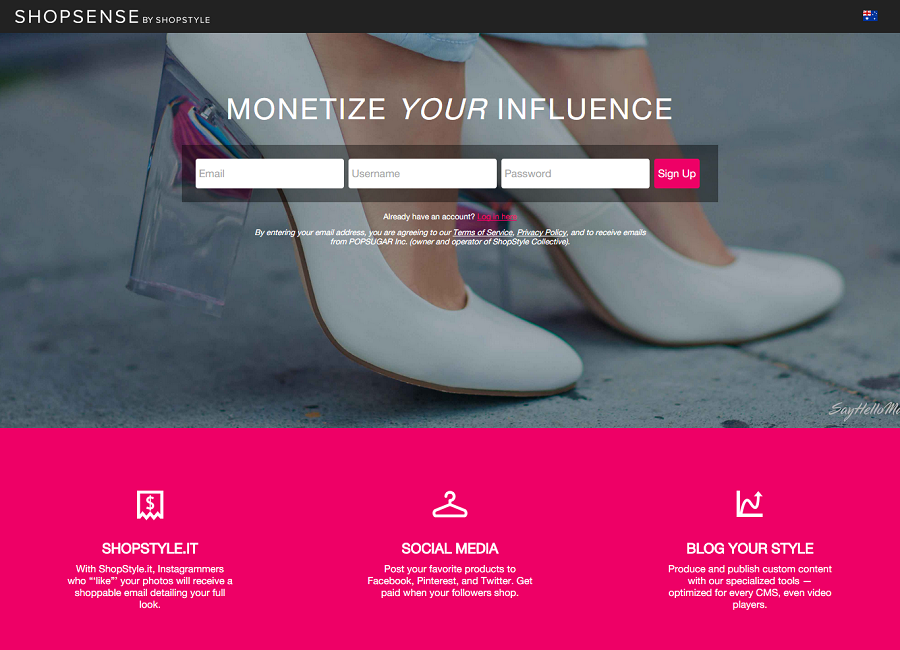 SHOPSENSE BY SHOPSTYLE
MONETIZE YOUR INFLUENCE
Email Username Password Sign Up
Already have an account? Log in here
By entering your email address, you are agreeing to our Terms of Service, Privacy Policy, and to receive emails
from POPSUGAR Inc. (owner and operator of ShopStyle Collective).
SayHelloMo
SHOPSTYLE.IT
With ShopStyle.it, Instagrammers
who “‘like”’ your photos will receive a
shoppable email detailing your full
look.
SOCIAL MEDIA
Post your favorite products to
Facebook, Pinterest, and Twitter. Get
paid when your followers shop.
BLOG YOUR STYLE
Produce and publish custom content
with our specialized tools —
optimized for every CMS, even video
players.